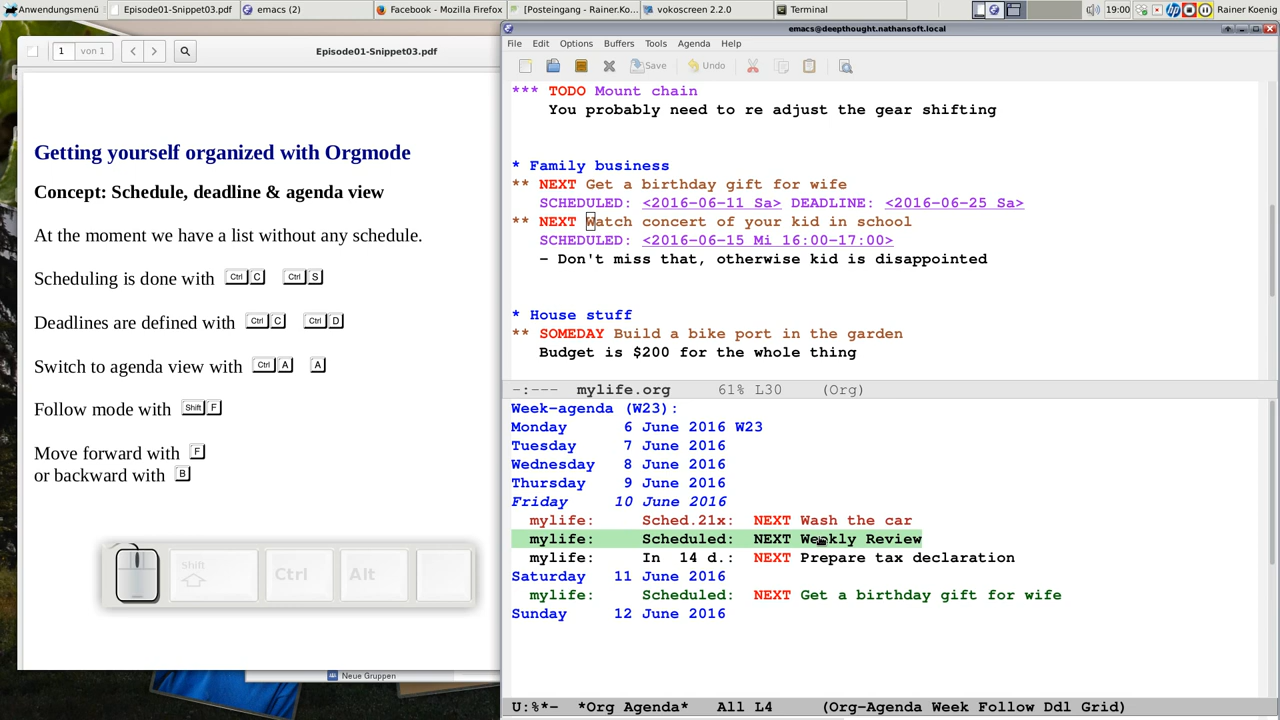 Anwendungsmenü
Episode01-Snippet03.pdf
emacs (2)
Facebook - Mozilla Firefox
[Posteingang - Rainer.Ko...
vokoscreen 2.2.0
Terminal
19:00
Rainer Koenig
1 von 1
Episode01-Snippet03.pdf
Getting yourself organized with Orgmode
Concept: Schedule, deadline & agenda view
At the moment we have a list without any schedule.
Scheduling is done with Ctrl C Ctrl S
Deadlines are defined with Ctrl C Ctrl D
Switch to agenda view with Ctrl A A
Follow mode with Shift F
Move forward with F
or backward with B
Shift
Ctrl
Alt
Neue Gruppen
emacs@deepthought.nathansoft.local
File Edit Options Buffers Tools Agenda Help
Save Undo
*** TODO Mount chain
You probably need to re adjust the gear shifting
* Family business
** NEXT Get a birthday gift for wife
SCHEDULED: <2016-06-11 Sa> DEADLINE: <2016-06-25 Sa>
** NEXT Watch concert of your kid in school
SCHEDULED: <2016-06-15 Mi 16:00-17:00>
- Don't miss that, otherwise kid is disappointed
* House stuff
** SOMEDAY Build a bike port in the garden
Budget is $200 for the whole thing
-:--- mylife.org 61% L30 (Org)
Week-agenda (W23):
Monday 6 June 2016 W23
Tuesday 7 June 2016
Wednesday 8 June 2016
Thursday 9 June 2016
Friday 10 June 2016
mylife: Sched.21x: NEXT Wash the car
mylife: Scheduled: NEXT Weekly Review
mylife: In 14 d.: NEXT Prepare tax declaration
Saturday 11 June 2016
mylife: Scheduled: NEXT Get a birthday gift for wife
Sunday 12 June 2016
U:%*- *Org Agenda* All L4 (Org-Agenda Week Follow Ddl Grid)